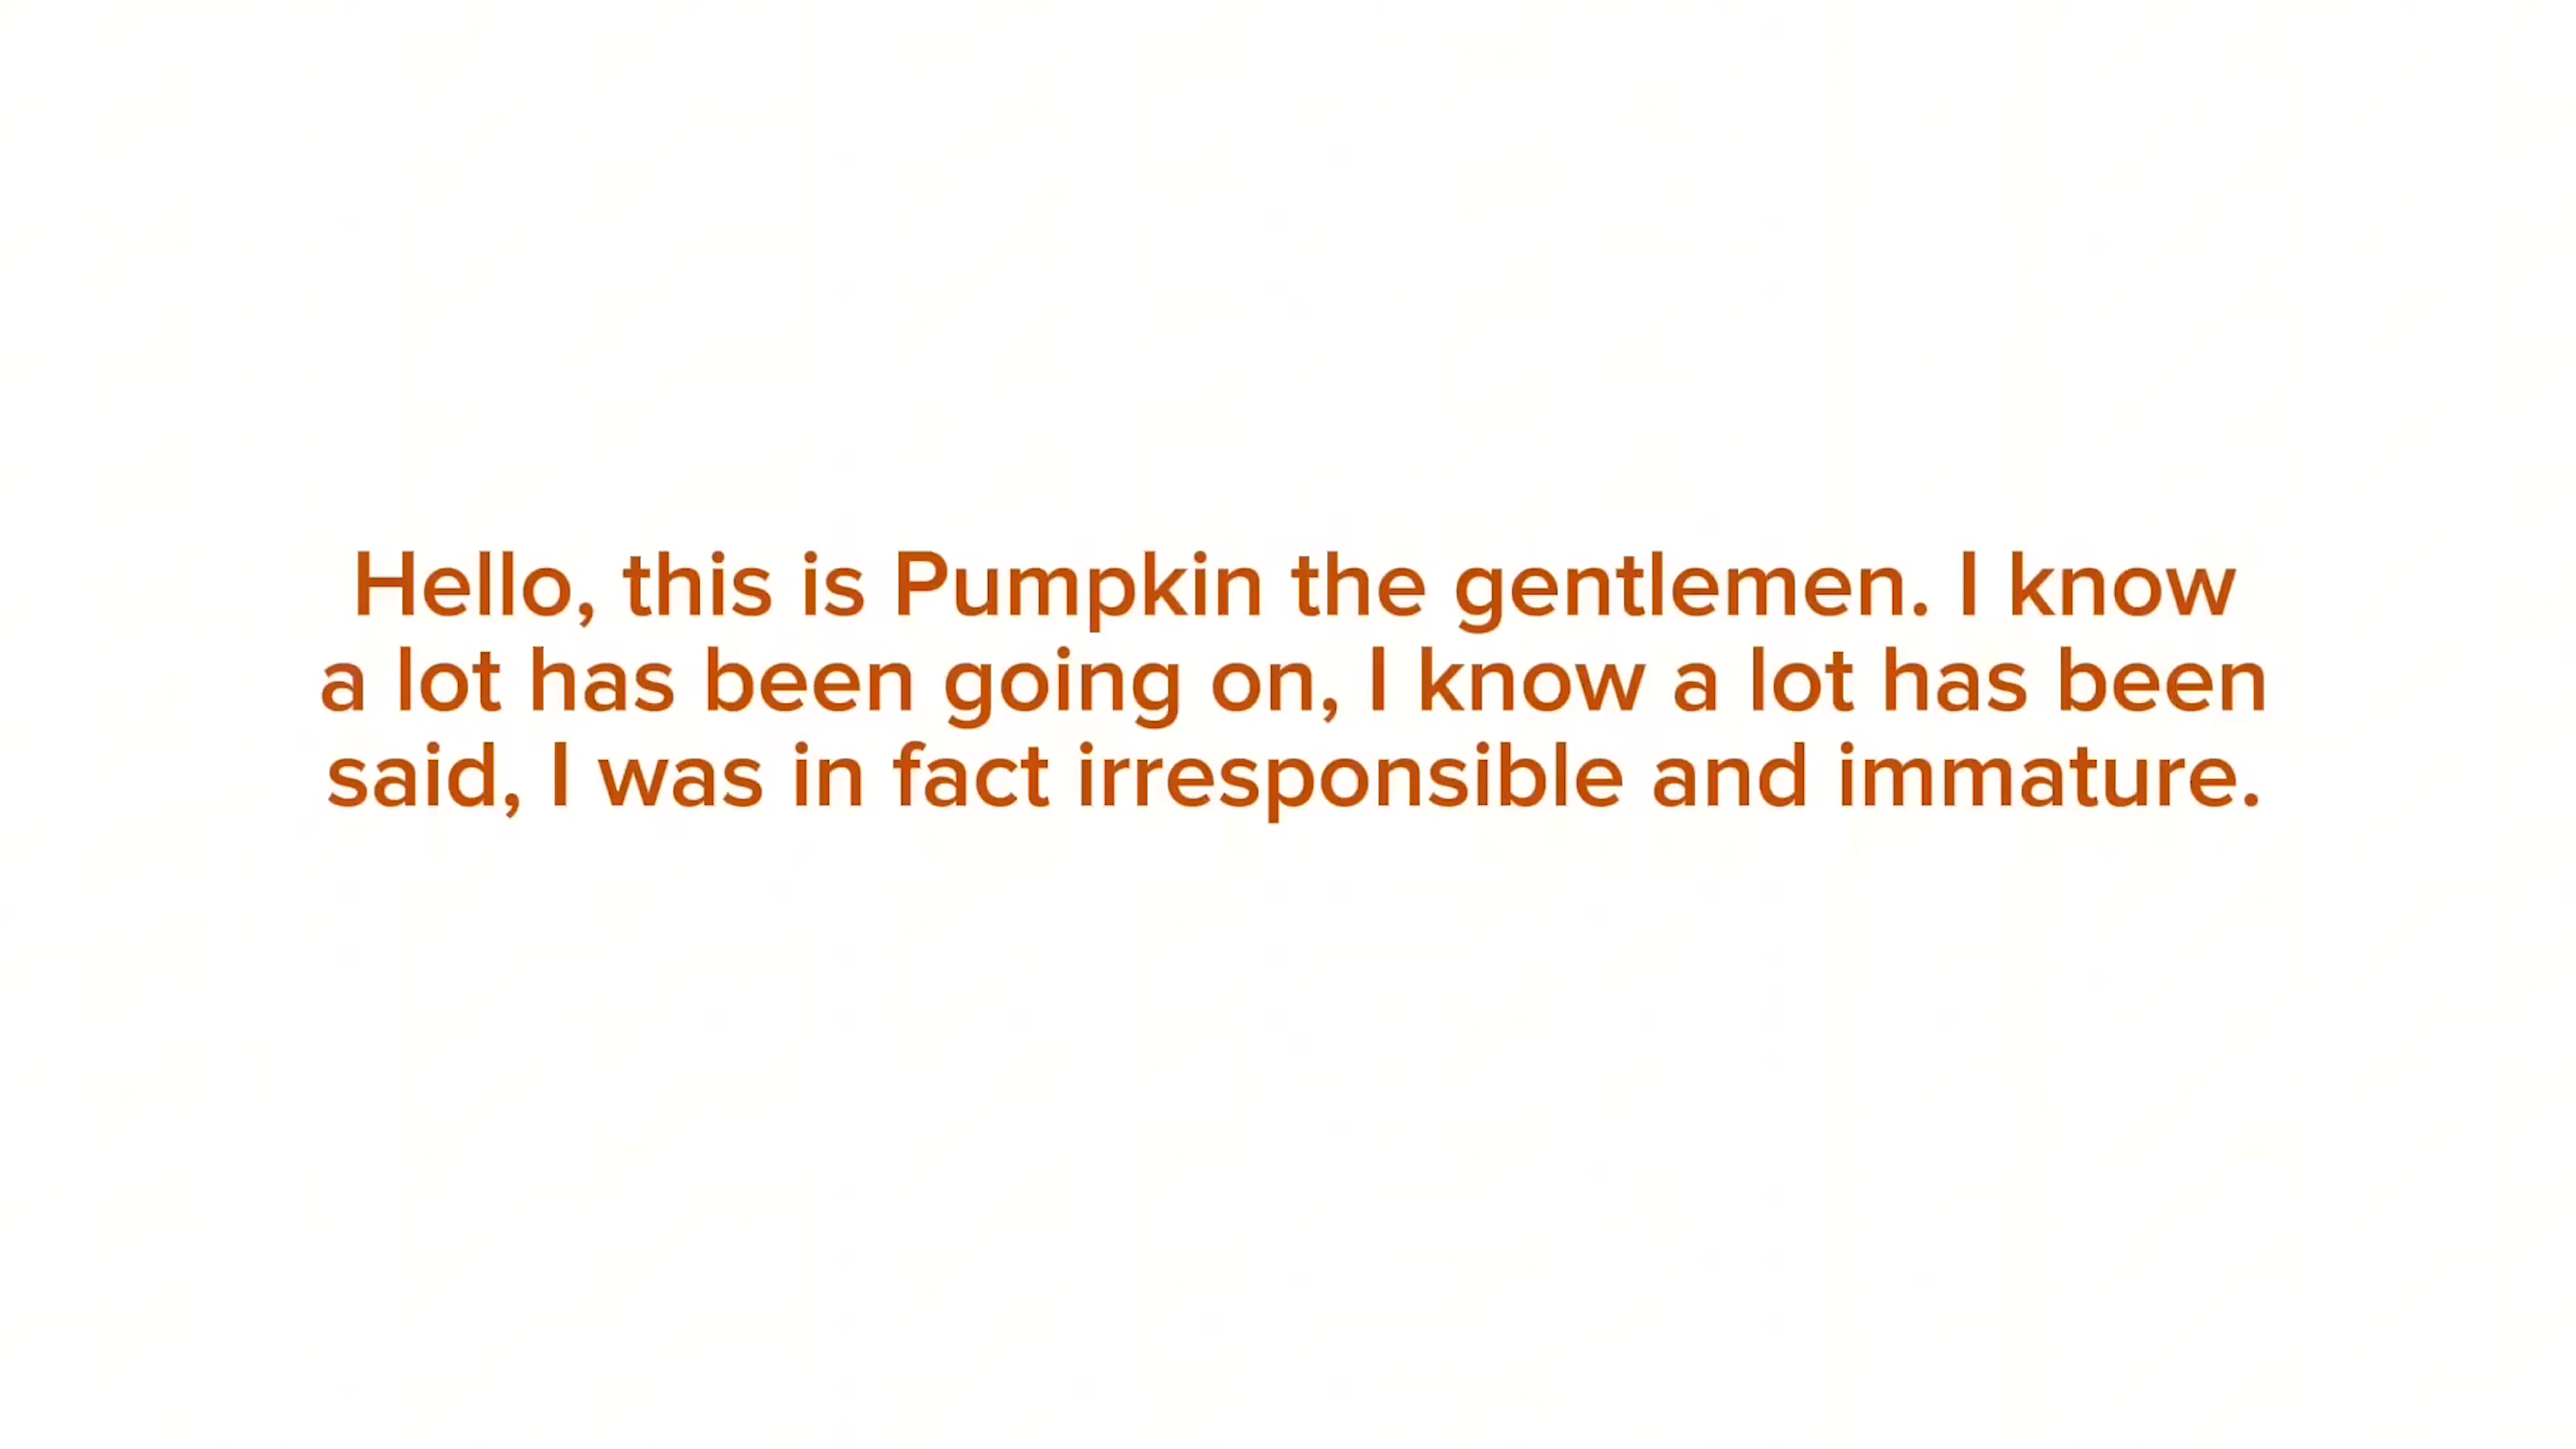 Hello, this is Pumpkin the gentlemen. I know
a lot has been going on, I know a lot has been
said, I was in fact irresponsible and immature.